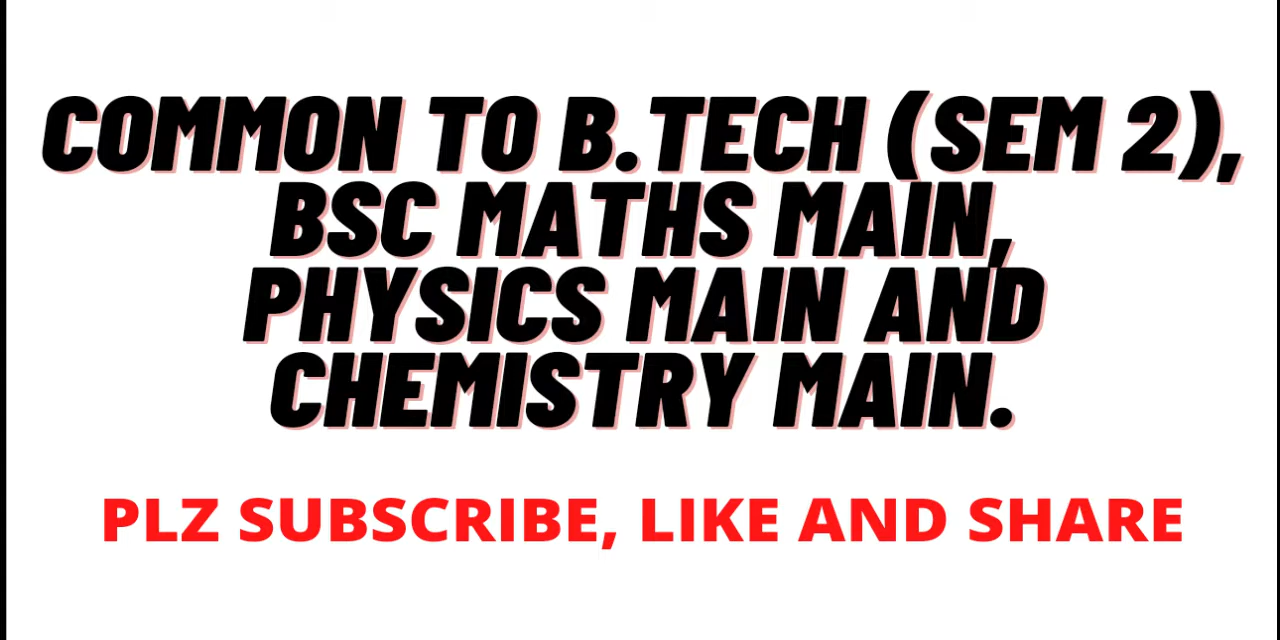 COMMON TO B.TECH (SEM 2),
BSC MATHS MAIN,
PHYSICS MAIN AND
CHEMISTRY MAIN.
PLZ SUBSCRIBE, LIKE AND SHARE